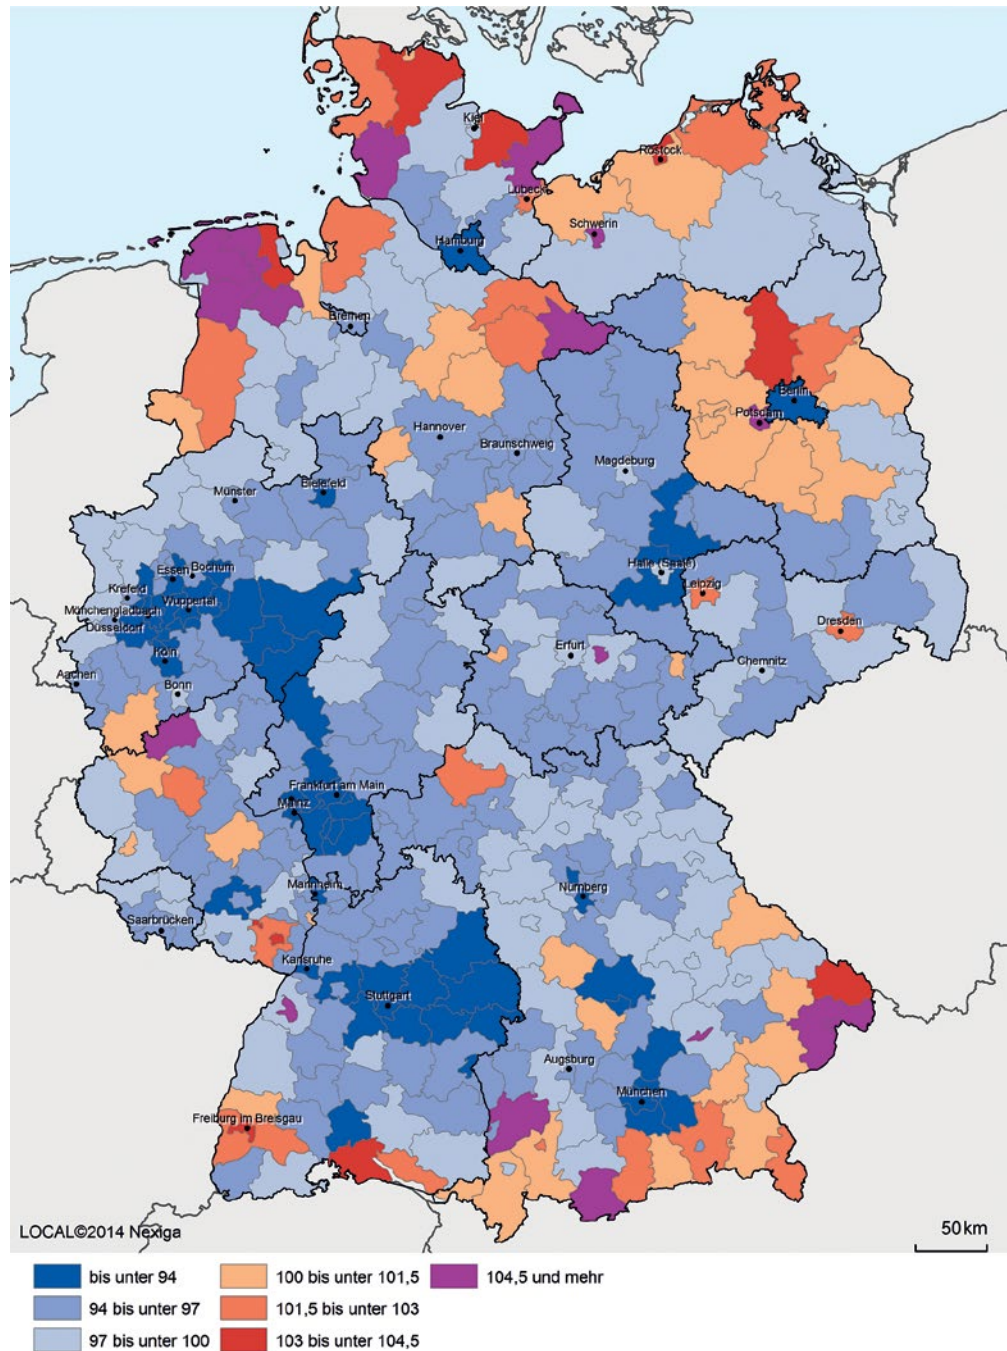 Kiel
Rostock
Lübeck
Schwerin
Hamburg
Bremen
Berlin
Potsdam
Hannover
Braunschweig
Magdeburg
Bielefeld
Münster
Essen Bochum
Halle (Saale)
Krefeld
Leipzig
Mönchengladbach Wuppertal
Düsseldorf
Dresden
Erfurt
Köln
Chemnitz
Aachen
Bonn
Frankfurt am Main
Mainz
Mannheim
Nürnberg
Saarbrücken
Karlsruhe
Stuttgart
Augsburg
München
Freiburg im Breisgau
LOCAL©2014 Nexiga
50 km
bis unter 94
100 bis unter 101,5
104,5 und mehr
94 bis unter 97
101,5 bis unter 103
97 bis unter 100
103 bis unter 104,5